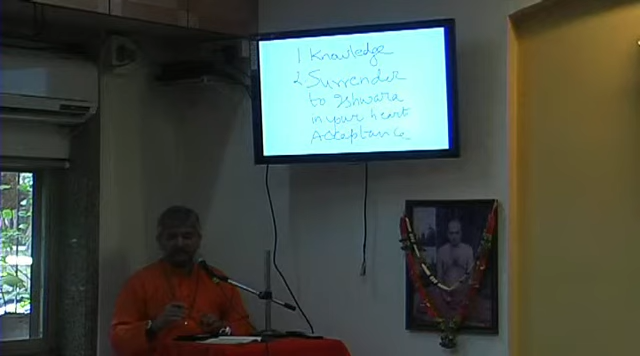 1 Knowledge
2 Surrender
to Ishwara
in your heart
Acceptance